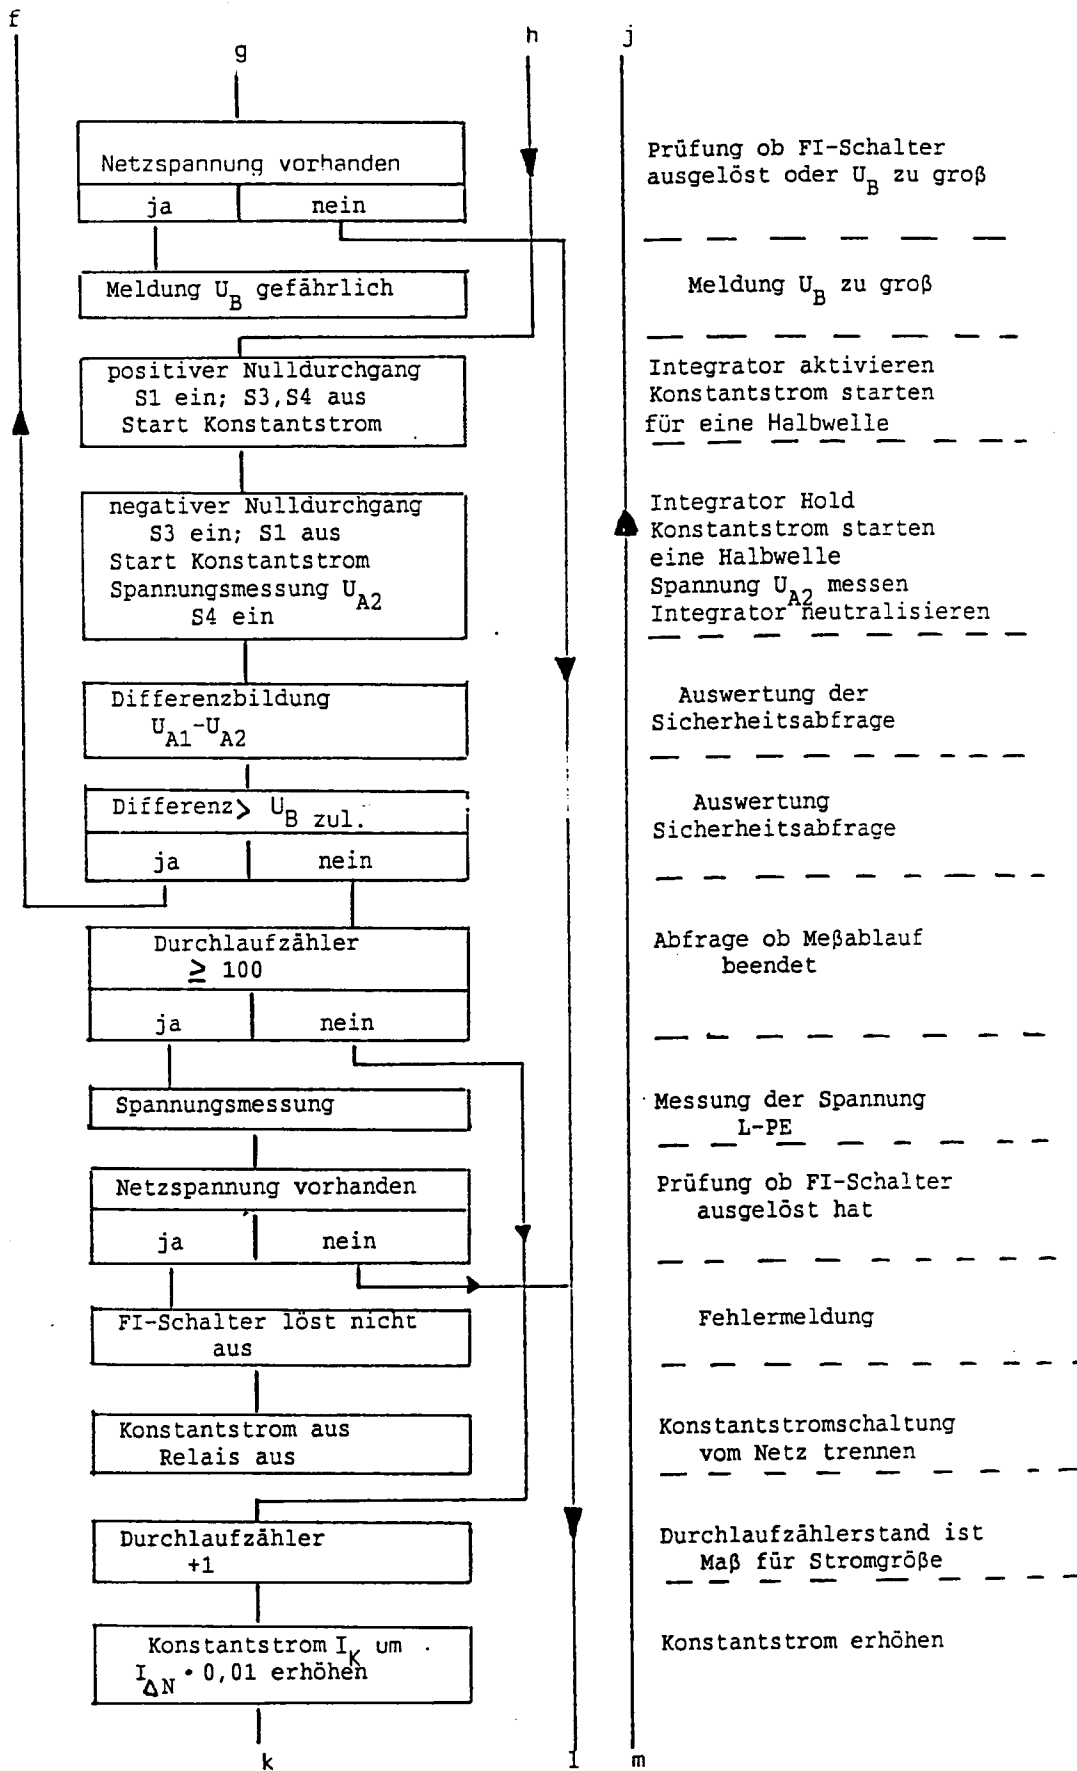 f
g
h
j
Netzspannung vorhanden
ja
nein
Prüfung ob FI-Schalter
ausgelöst oder U_B zu groß
Meldung U_B gefährlich
Meldung U_B zu groß
positiver Nulldurchgang
S1 ein; S3,S4 aus
Start Konstantstrom
Integrator aktivieren
Konstantstrom starten
für eine Halbwelle
negativer Nulldurchgang
S3 ein; S1 aus
Start Konstantstrom
Spannungsmessung U_A2
S4 ein
Integrator Hold
Konstantstrom starten
eine Halbwelle
Spannung U_A2 messen
Integrator neutralisieren
Differenzbildung
U_A1-U_A2
Auswertung der
Sicherheitsabfrage
Differenz > U_B zul.
ja
nein
Auswertung
Sicherheitsabfrage
Durchlaufzähler
≥ 100
ja
nein
Abfrage ob Meßablauf
beendet
Spannungsmessung
Messung der Spannung
L-PE
Netzspannung vorhanden
ja
nein
Prüfung ob FI-Schalter
ausgelöst hat
FI-Schalter löst nicht
aus
Fehlermeldung
Konstantstrom aus
Relais aus
Konstantstromschaltung
vom Netz trennen
Durchlaufzähler
+1
Durchlaufzählerstand ist
Maß für Stromgröße
Konstantstrom I_K um
I_ΔN • 0,01 erhöhen
Konstantstrom erhöhen
k
l
m